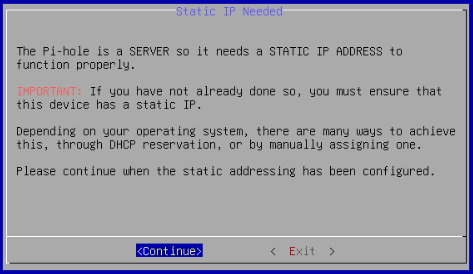 Static IP Needed
The Pi-hole is a SERVER so it needs a STATIC IP ADDRESS to
function properly.
IMPORTANT: If you have not already done so, you must ensure that
this device has a static IP.
Depending on your operating system, there are many ways to achieve
this, through DHCP reservation, or by manually assigning one.
Please continue when the static addressing has been configured.
<Continue> < Exit >